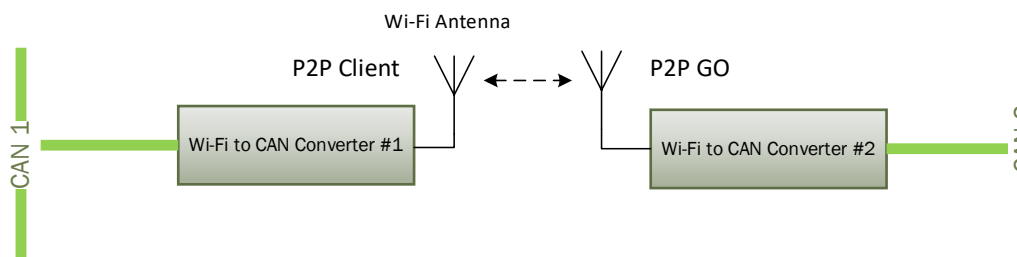 Wi-Fi Antenna
P2P Client
P2P GO
CAN 1
Wi-Fi to CAN Converter #1
Wi-Fi to CAN Converter #2